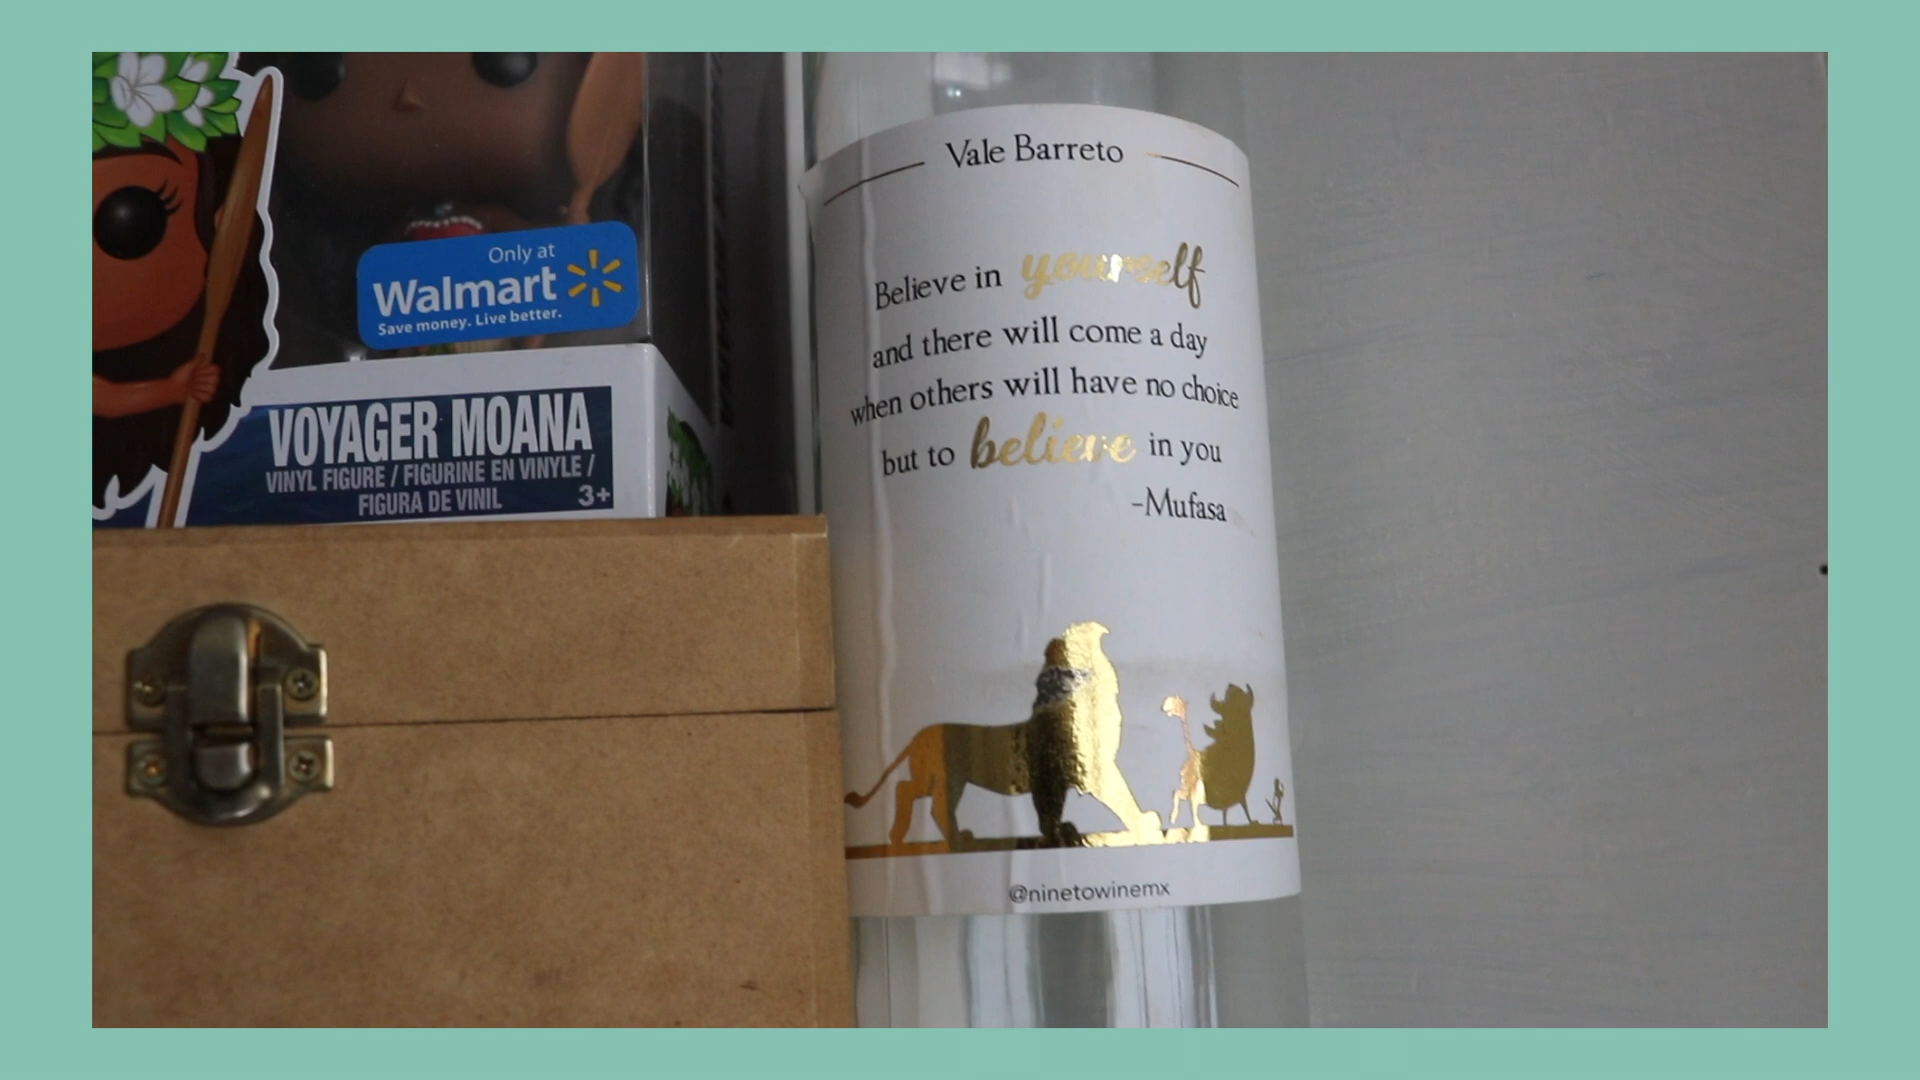 Only at
Walmart
Save money. Live better.
VOYAGER MOANA
VINYL FIGURE / FIGURINE EN VINYLE /
FIGURA DE VINIL
3+
Vale Barreto
Believe in yourself
and there will come a day
when others will have no choice
but to believe in you
-Mufasa
@ninetowinemx